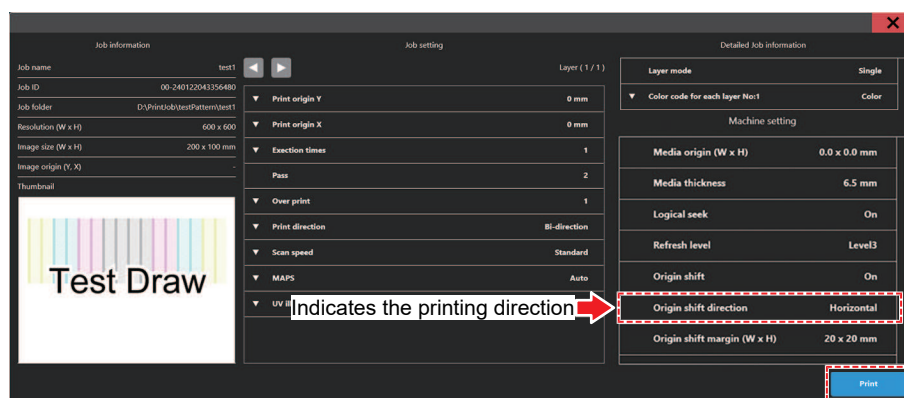 Job information
Job name test1
Job ID 00-240122043356480
Job folder D:\PrintJob\testPattern\test1
Resolution (W x H) 600 x 600
Image size (W x H) 200 x 100 mm
Image origin (Y, X) -
Thumbnail
Test Draw
Job setting
Layer ( 1 / 1 )
Print origin Y 0 mm
Print origin X 0 mm
Exection times 1
Pass 2
Over print 1
Print direction Bi-direction
Scan speed Standard
MAPS Auto
UV
Indicates the printing direction
Detailed Job information
Layer mode Single
Color code for each layer No:1 Color
Machine setting
Media origin (W x H) 0.0 x 0.0 mm
Media thickness 6.5 mm
Logical seek On
Refresh level Level3
Origin shift On
Origin shift direction Horizontal
Origin shift margin (W x H) 20 x 20 mm
Print